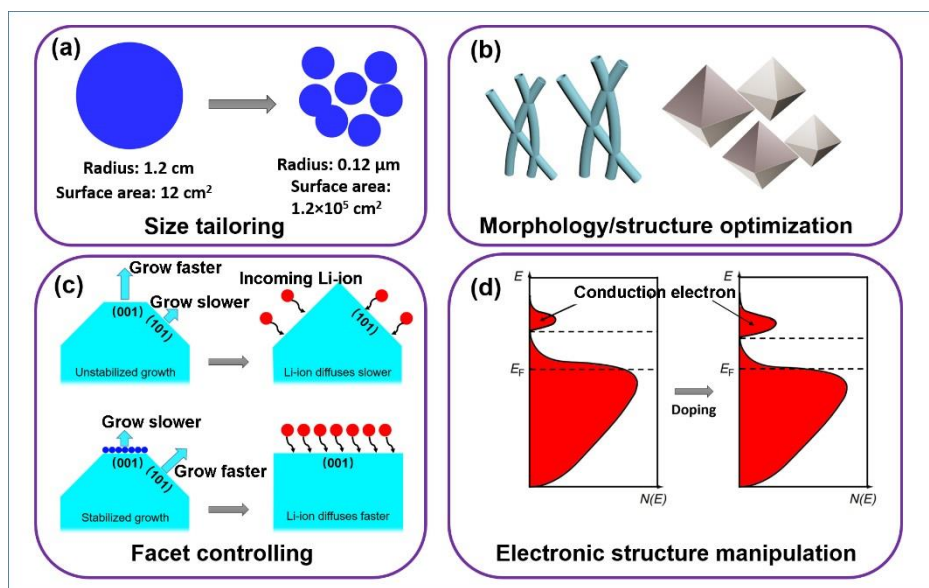 (a)
Radius: 1.2 cm
Surface area: 12 cm²
Radius: 0.12 µm
Surface area:
1.2×10⁵ cm²
Size tailoring
(b)
Morphology/structure optimization
(c)
Grow faster
Grow slower
(001)
(101)
Unstabilized growth
Incoming Li-ion
(101)
Li-ion diffuses slower
Grow slower
(001)
(101)
Grow faster
Stabilized growth
(001)
Li-ion diffuses faster
Facet controlling
(d)
E
Conduction electron
E_F
N(E)
Doping
E
E_F
N(E)
Electronic structure manipulation